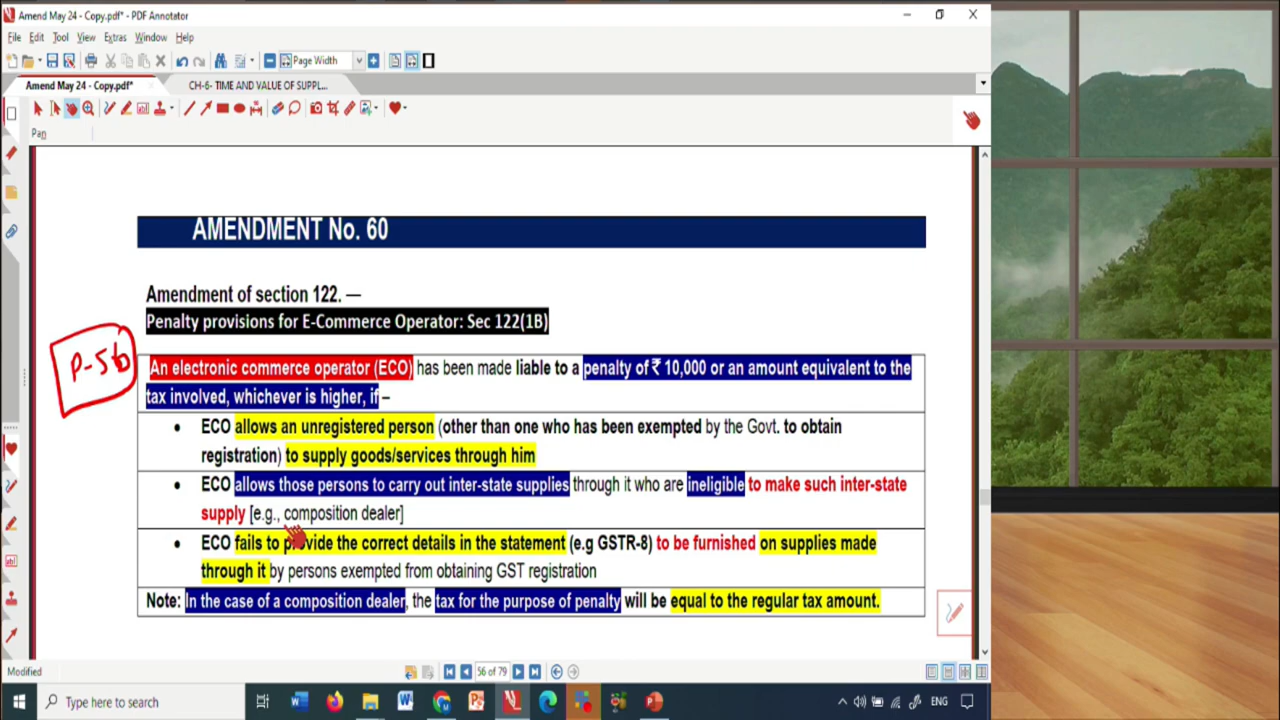 Amend May 24 - Copy.pdf* - PDF Annotator
File Edit Tool View Extras Window Help
Page Width
Amend May 24 - Copy.pdf* CH-6- TIME AND VALUE OF SUPPL...
Pan
AMENDMENT No. 60
Amendment of section 122. —
Penalty provisions for E-Commerce Operator: Sec 122(1B)
P-56
An electronic commerce operator (ECO) has been made liable to a penalty of ₹ 10,000 or an amount equivalent to the
tax involved, whichever is higher, if –
• ECO allows an unregistered person (other than one who has been exempted by the Govt. to obtain
registration) to supply goods/services through him
• ECO allows those persons to carry out inter-state supplies through it who are ineligible to make such inter-state
supply [e.g., composition dealer]
• ECO fails to provide the correct details in the statement (e.g GSTR-8) to be furnished on supplies made
through it by persons exempted from obtaining GST registration
Note: In the case of a composition dealer, the tax for the purpose of penalty will be equal to the regular tax amount.
Modified 56 of 79
Type here to search ENG